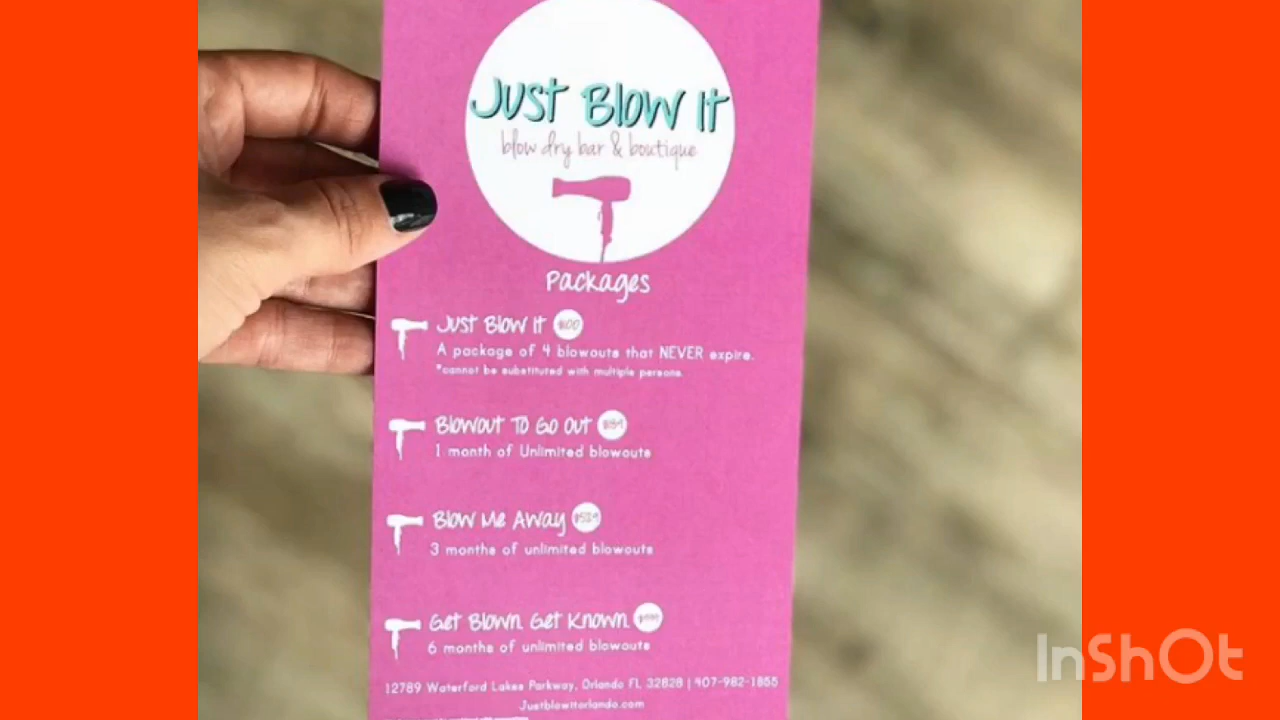 Just Blow It
blow dry bar & boutique
Packages
Just Blow It $100
A package of 4 blowouts that NEVER expire.
*cannot be substituted with multiple persons.
Blowout To Go Out
1 month of Unlimited blowouts
Blow Me Away $529
3 months of unlimited blowouts
Get Blown. Get Known.
6 months of unlimited blowouts
12789 Waterford Lakes Parkway, Orlando FL 32828 | 407-982-1855
Justblowitorlando.com
InShOt